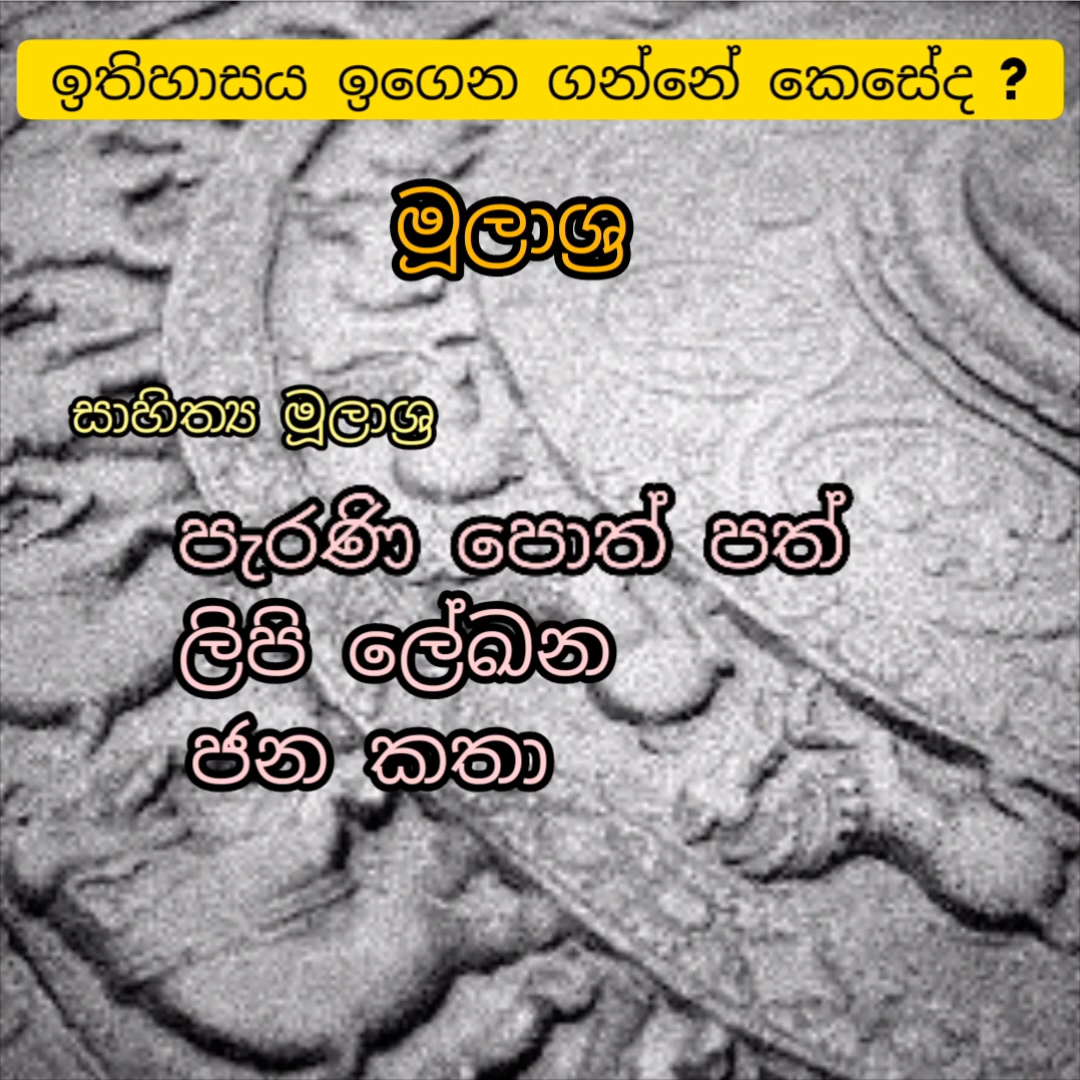 ඉතිහාසය ඉගෙන ගන්නේ කෙසේද ?
මූලාශ්‍ර
සාහිත්‍ය මූලාශ්‍ර
පැරණි පොත් පත්
ලිපි ලේඛන
ජන කතා